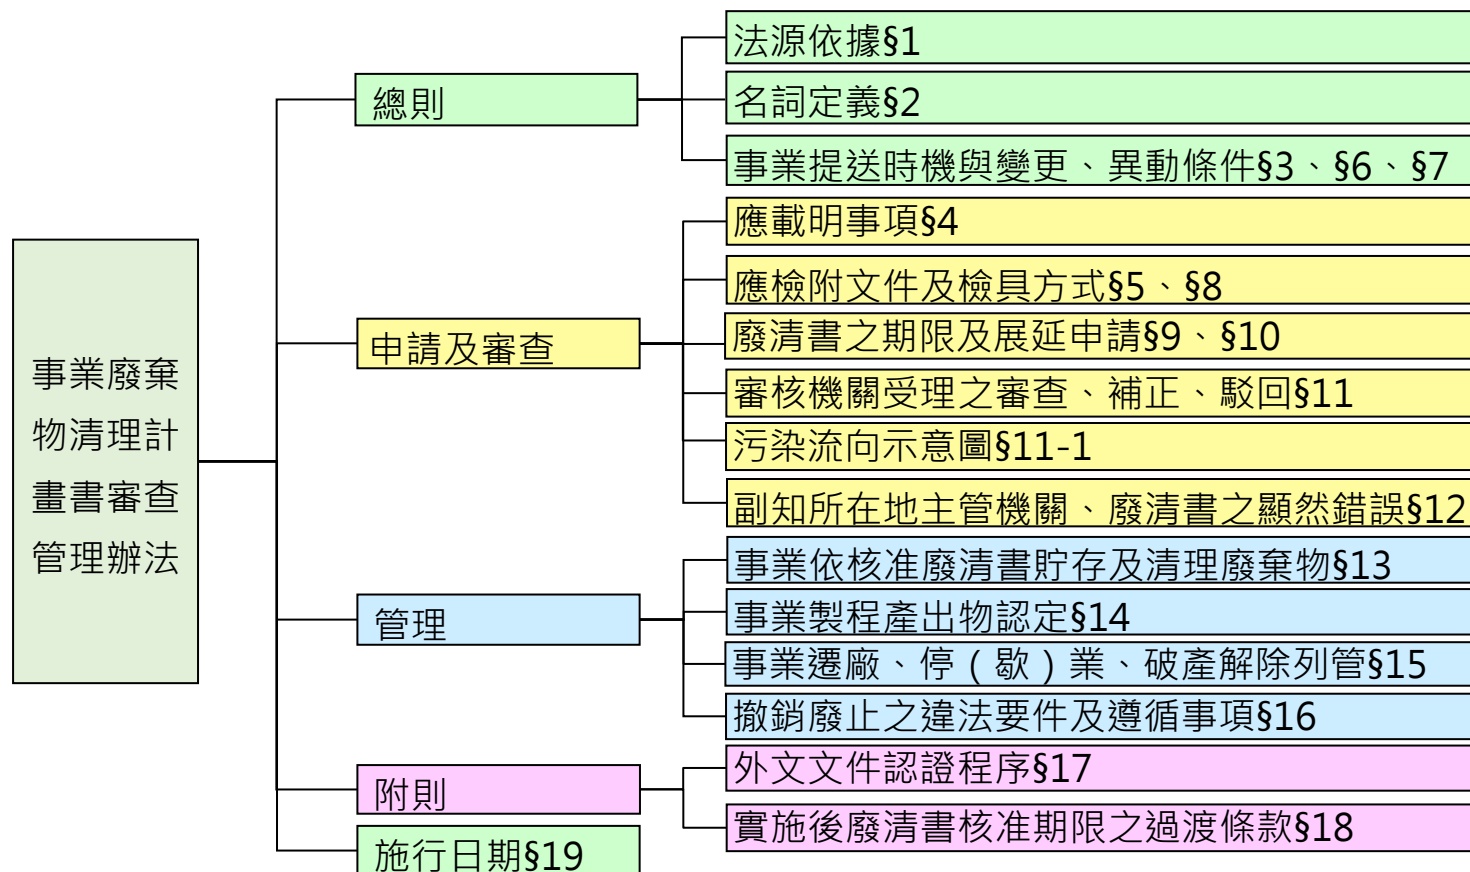 事業廢棄
物清理計
畫書審查
管理辦法
總則
法源依據§1
名詞定義§2
事業提送時機與變更、異動條件§3、§6、§7
申請及審查
應載明事項§4
應檢附文件及檢具方式§5、§8
廢清書之期限及展延申請§9、§10
審核機關受理之審查、補正、駁回§11
污染流向示意圖§11-1
副知所在地主管機關、廢清書之顯然錯誤§12
管理
事業依核准廢清書貯存及清理廢棄物§13
事業製程產出物認定§14
事業遷廠、停（歇）業、破產解除列管§15
撤銷廢止之違法要件及遵循事項§16
附則
外文文件認證程序§17
實施後廢清書核准期限之過渡條款§18
施行日期§19